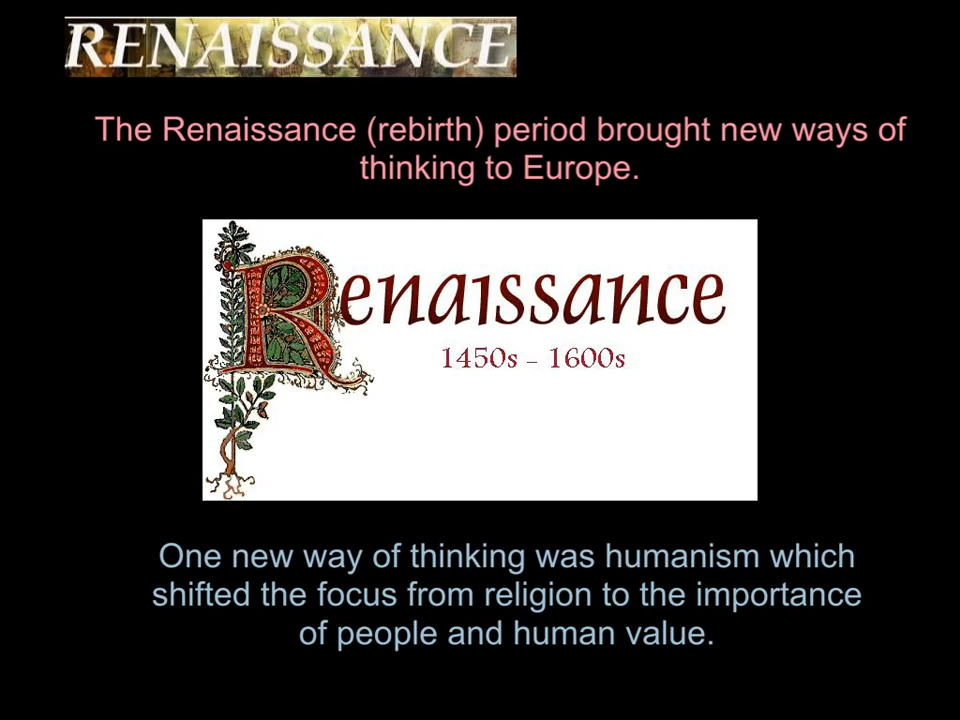 RENAISSANCE
The Renaissance (rebirth) period brought new ways of
thinking to Europe.
Renaissance
1450s – 1600s
One new way of thinking was humanism which
shifted the focus from religion to the importance
of people and human value.